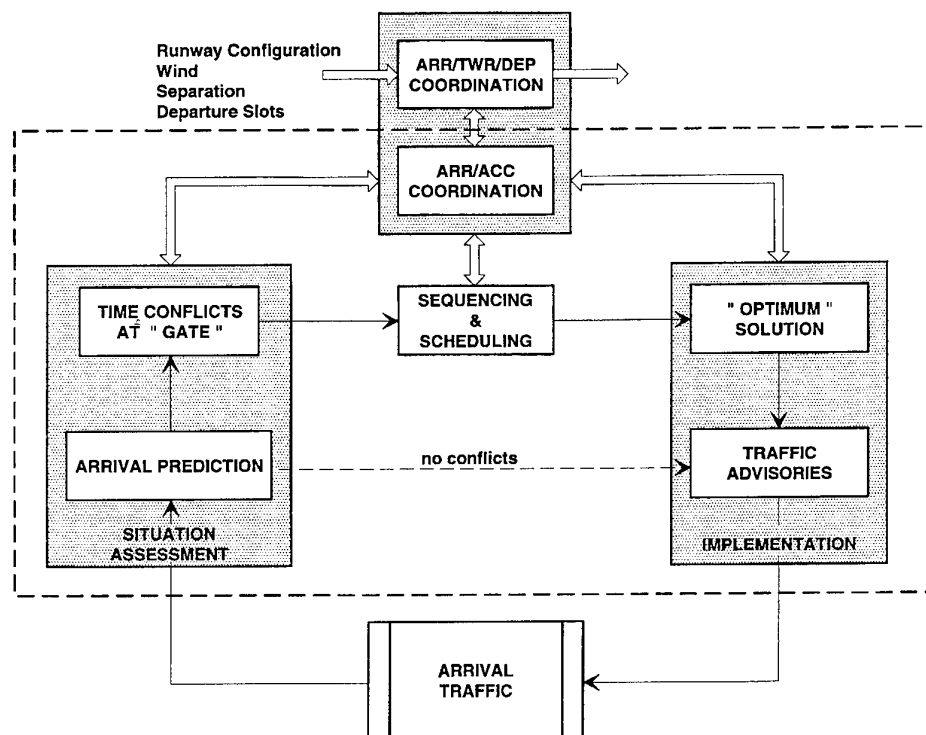 Runway Configuration
Wind
Separation
Departure Slots
ARR/TWR/DEP
COORDINATION
ARR/ACC
COORDINATION
TIME CONFLICTS
AT " GATE "
SEQUENCING
&
SCHEDULING
" OPTIMUM "
SOLUTION
ARRIVAL PREDICTION
no conflicts
TRAFFIC
ADVISORIES
SITUATION
ASSESSMENT
IMPLEMENTATION
ARRIVAL
TRAFFIC